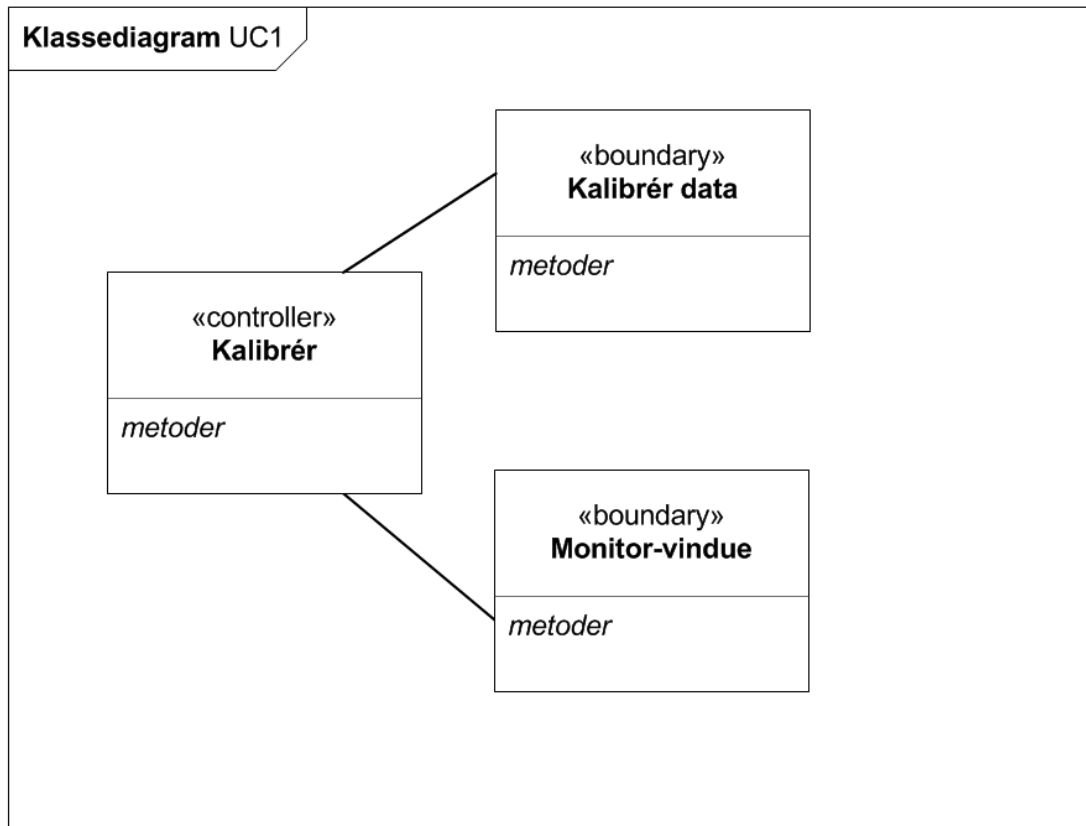 Klassediagram UC1
«boundary»
Kalibrér data
metoder
«controller»
Kalibrér
metoder
«boundary»
Monitor-vindue
metoder